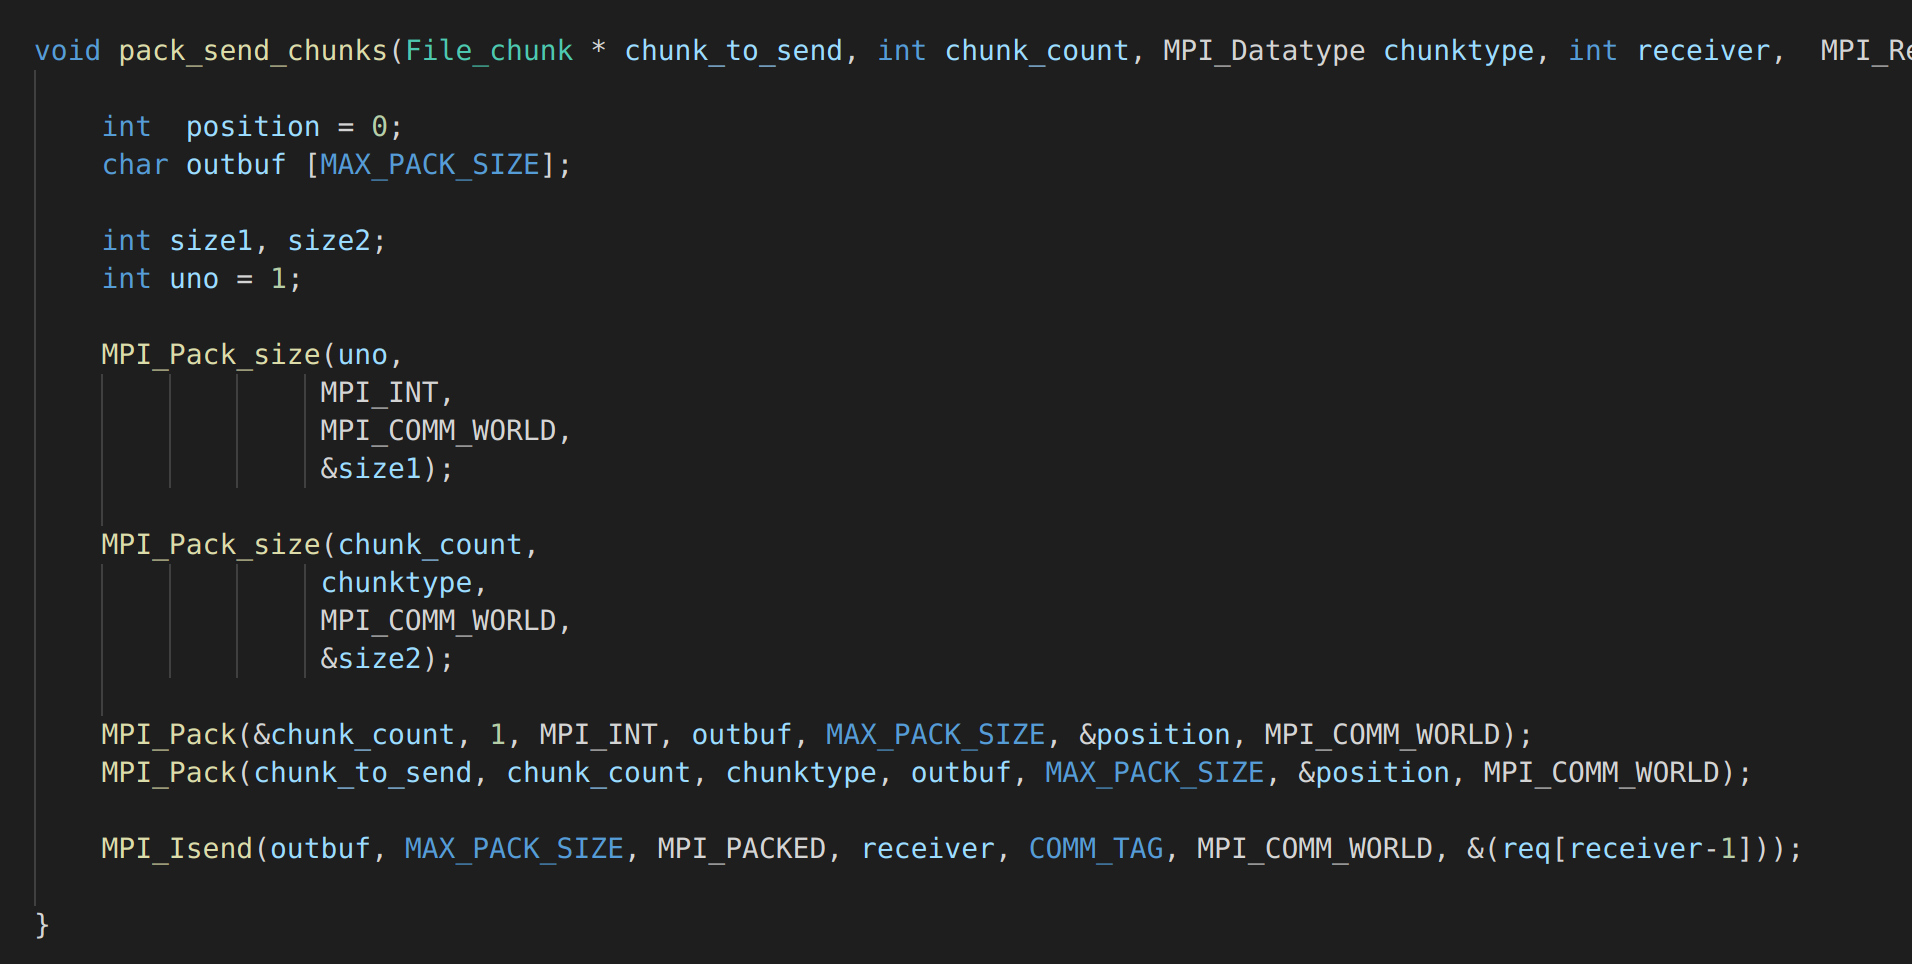 void pack_send_chunks(File_chunk * chunk_to_send, int chunk_count, MPI_Datatype chunktype, int receiver,  MPI_Re
int  position = 0;
char outbuf [MAX_PACK_SIZE];
int size1, size2;
int uno = 1;
MPI_Pack_size(uno,
MPI_INT,
MPI_COMM_WORLD,
&size1);
MPI_Pack_size(chunk_count,
chunktype,
MPI_COMM_WORLD,
&size2);
MPI_Pack(&chunk_count, 1, MPI_INT, outbuf, MAX_PACK_SIZE, &position, MPI_COMM_WORLD);
MPI_Pack(chunk_to_send, chunk_count, chunktype, outbuf, MAX_PACK_SIZE, &position, MPI_COMM_WORLD);
MPI_Isend(outbuf, MAX_PACK_SIZE, MPI_PACKED, receiver, COMM_TAG, MPI_COMM_WORLD, &(req[receiver-1]));
}